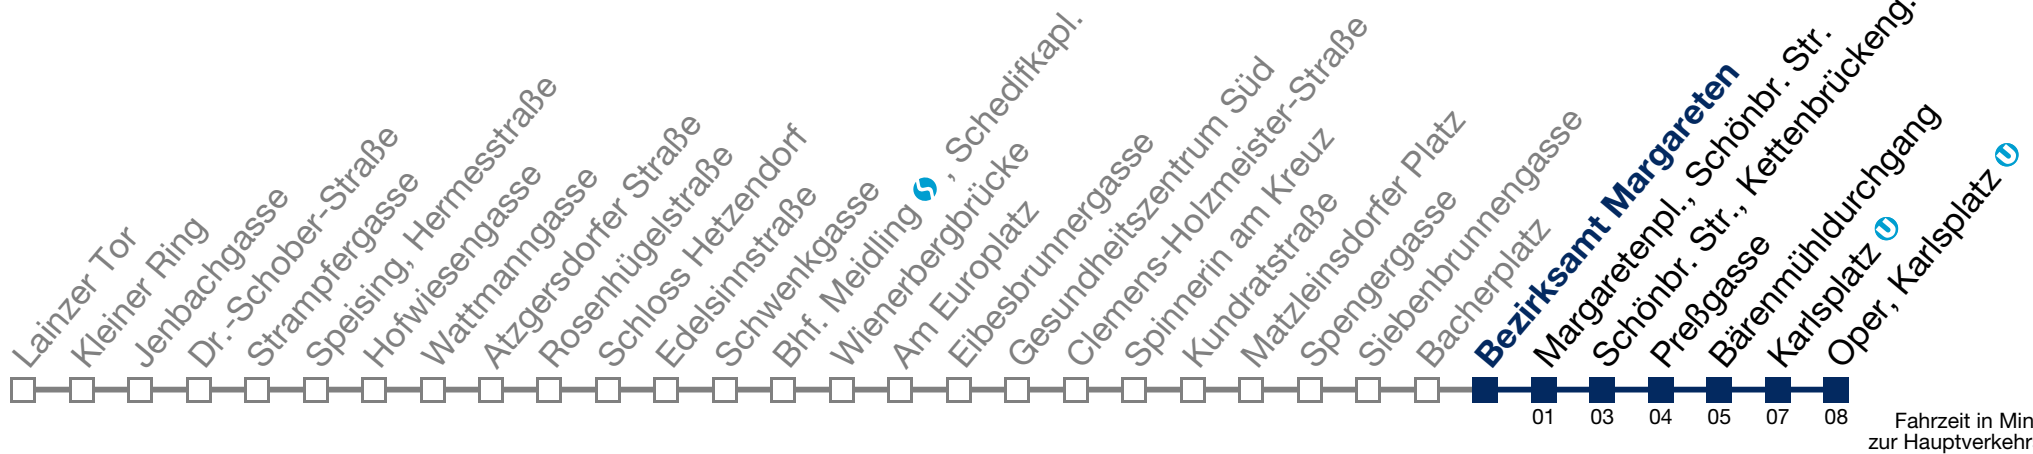 Lainzer Tor
Kleiner Ring
Jenbachgasse
Dr.-Schober-Straße
Strampfergasse
Speising, Hermesstraße
Hofwiesengasse
Wattmanngasse
Atzgersdorfer Straße
Rosenhügelstraße
Schloss Hetzendorf
Edelsinnstraße
Schwenkgasse
Bhf. Meidling S, Schedifkapl.
Wienerbergbrücke
Am Europlatz
Eibesbrunnergasse
Gesundheitszentrum Süd
Clemens-Holzmeister-Straße
Spinnerin am Kreuz
Kundratstraße
Matzleinsdorfer Platz
Spengergasse
Siebenbrunnengasse
Bacherplatz
Bezirksamt Margareten
Margaretenpl., Schönbr. Str.
Schönbr. Str., Kettenbrückeng.
Preßgasse
Bärenmühldurchgang
Karlsplatz U
Oper, Karlsplatz U
01 03 04 05 07 08
Fahrzeit in Min
zur Hauptverkehr